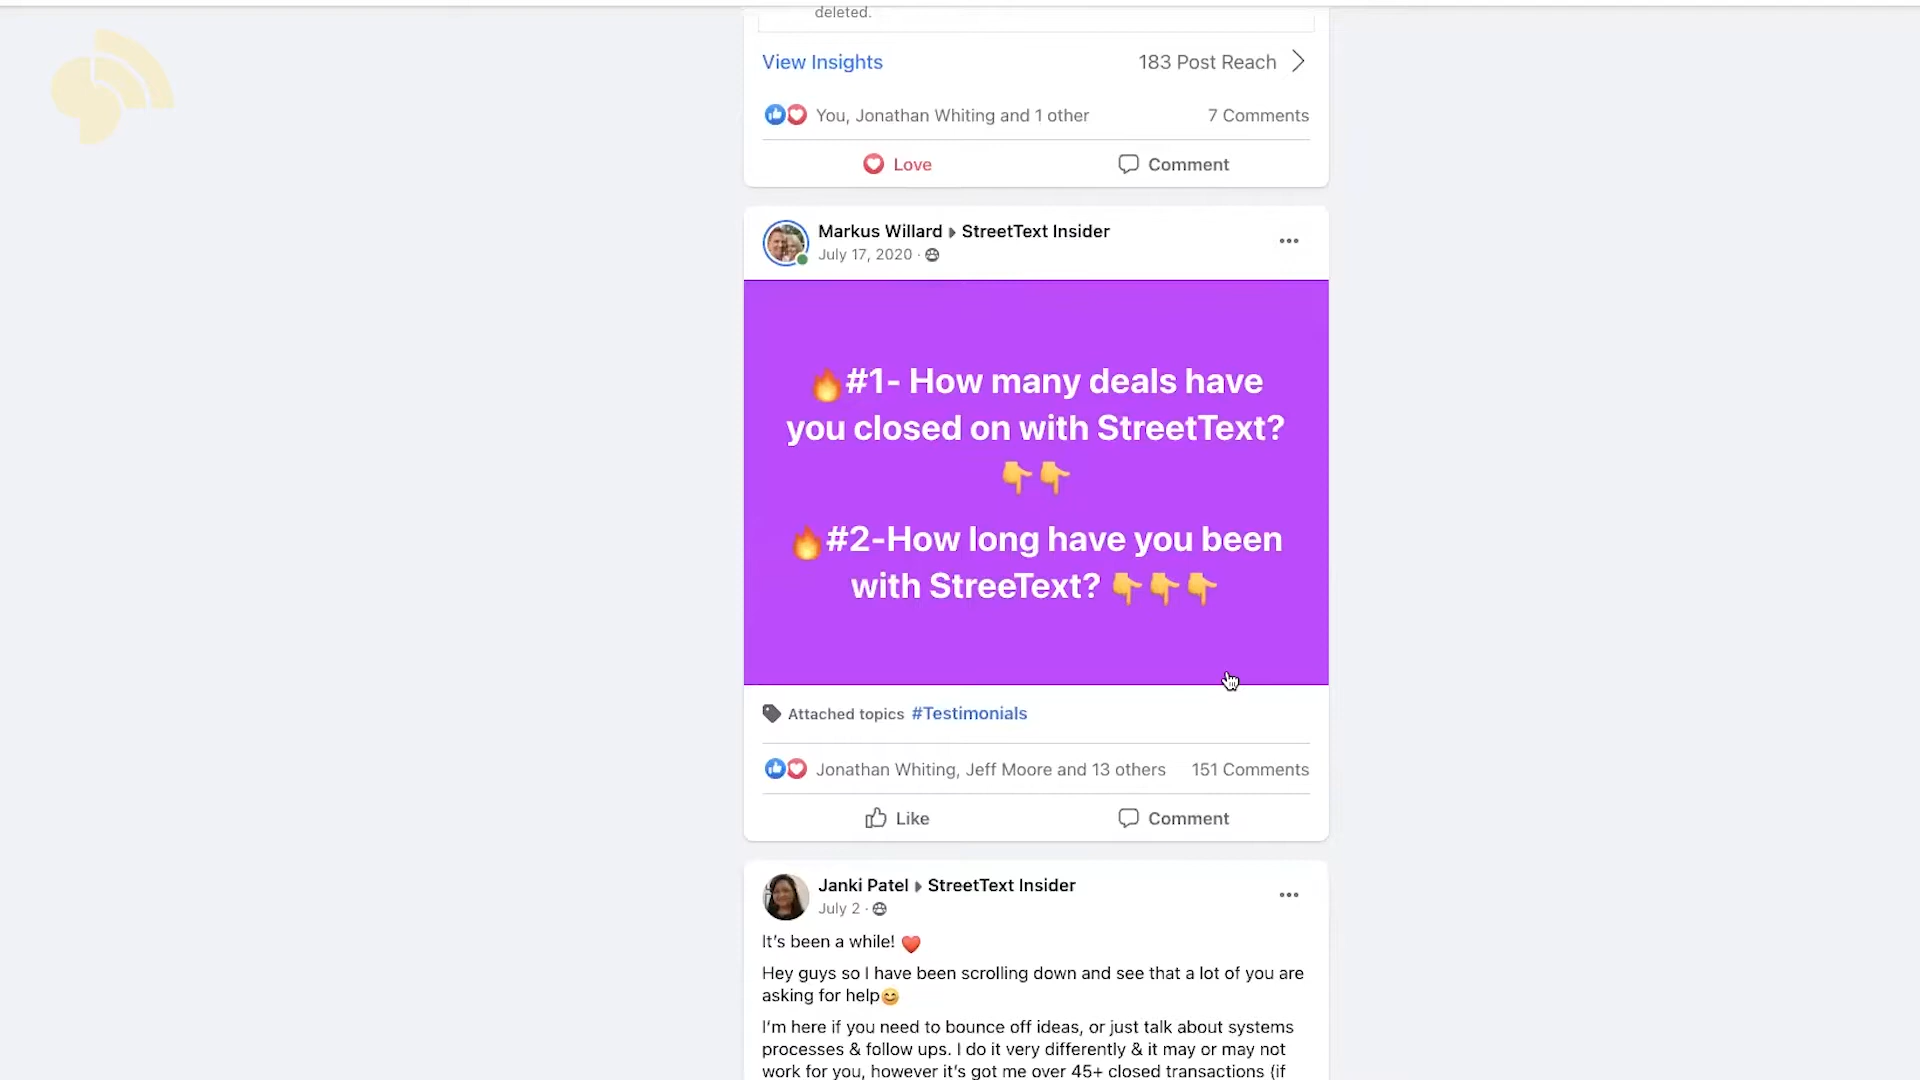 deleted.
View Insights 183 Post Reach
You, Jonathan Whiting and 1 other 7 Comments
Love Comment
Markus Willard StreetText Insider
July 17, 2020 ·
🔥#1- How many deals have
you closed on with StreetText?
👇👇
🔥#2-How long have you been
with StreeText? 👇👇👇
Attached topics #Testimonials
Jonathan Whiting, Jeff Moore and 13 others 151 Comments
Like Comment
Janki Patel StreetText Insider
July 2 ·
It's been a while! ❤️
Hey guys so I have been scrolling down and see that a lot of you are
asking for help😊
I'm here if you need to bounce off ideas, or just talk about systems
processes & follow ups. I do it very differently & it may or may not
work for you, however it's got me over 45+ closed transactions (if